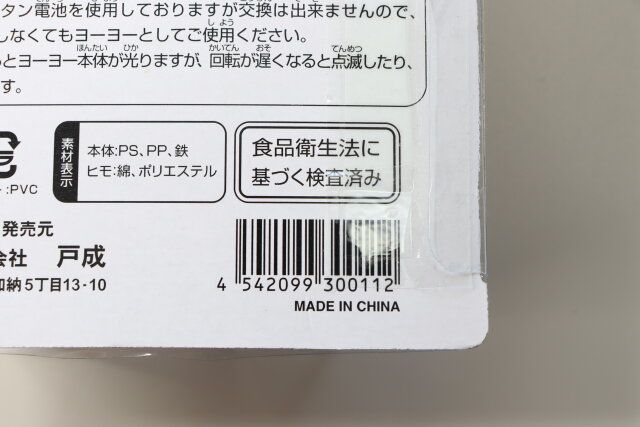 タン電池を使用しておりますが交換は出来ませんので、
しなくてもヨーヨーとしてご使用ください。
とヨーヨー本体が光りますが、回転が遅くなると点滅したり、
す。
素材表示
本体:PS、PP、鉄
ヒモ:綿、ポリエステル
食品衛生法に
基づく検査済み
:PVC
発売元
会社 戸成
加納5丁目13-10
4 542099 300112
MADE IN CHINA